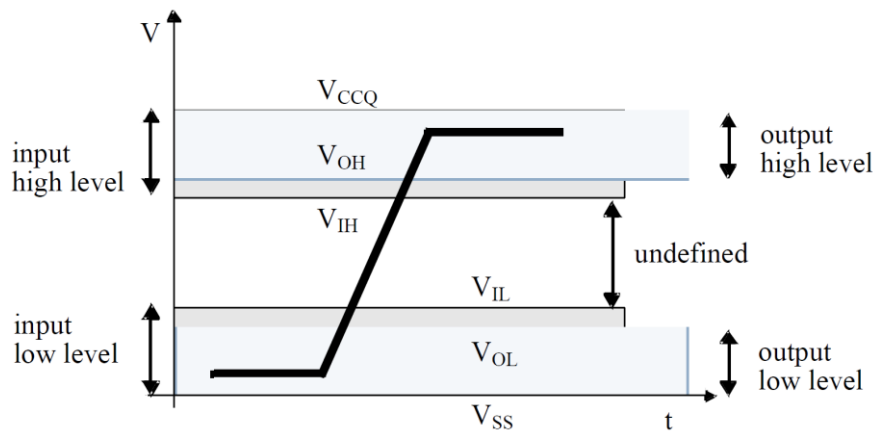 V
V_CCQ
input
high level
V_OH
output
high level
V_IH
undefined
V_IL
input
low level
V_OL
output
low level
V_SS
t